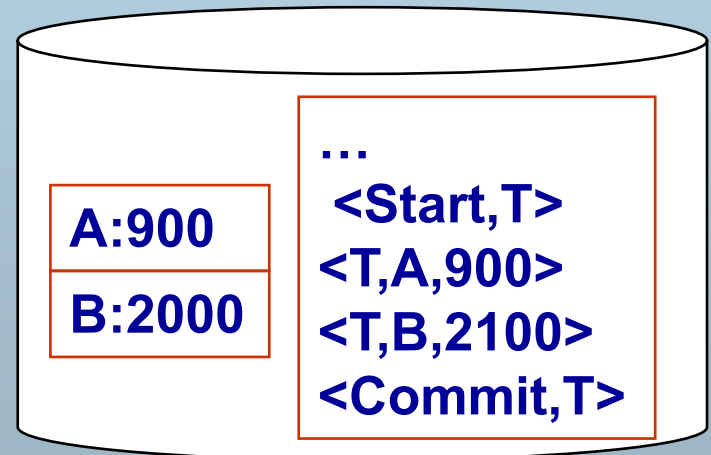 A:900
B:2000
...
<Start,T>
<T,A,900>
<T,B,2100>
<Commit,T>